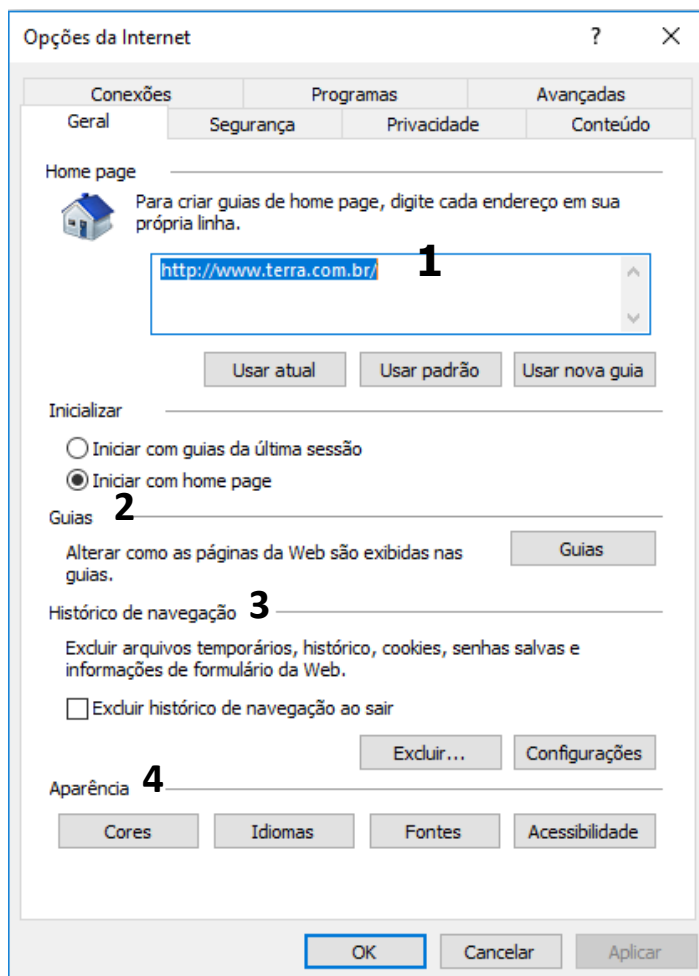 Opções da Internet ?
Conexões Programas Avançadas
Geral Segurança Privacidade Conteúdo
Home page
Para criar guias de home page, digite cada endereço em sua
própria linha.
http://www.terra.com.br/ 1
Usar atual Usar padrão Usar nova guia
Inicializar
Iniciar com guias da última sessão
Iniciar com home page
Guias 2
Alterar como as páginas da Web são exibidas nas
guias.
Guias
Histórico de navegação 3
Excluir arquivos temporários, histórico, cookies, senhas salvas e
informações de formulário da Web.
Excluir histórico de navegação ao sair
Excluir... Configurações
Aparência 4
Cores Idiomas Fontes Acessibilidade
OK Cancelar Aplicar